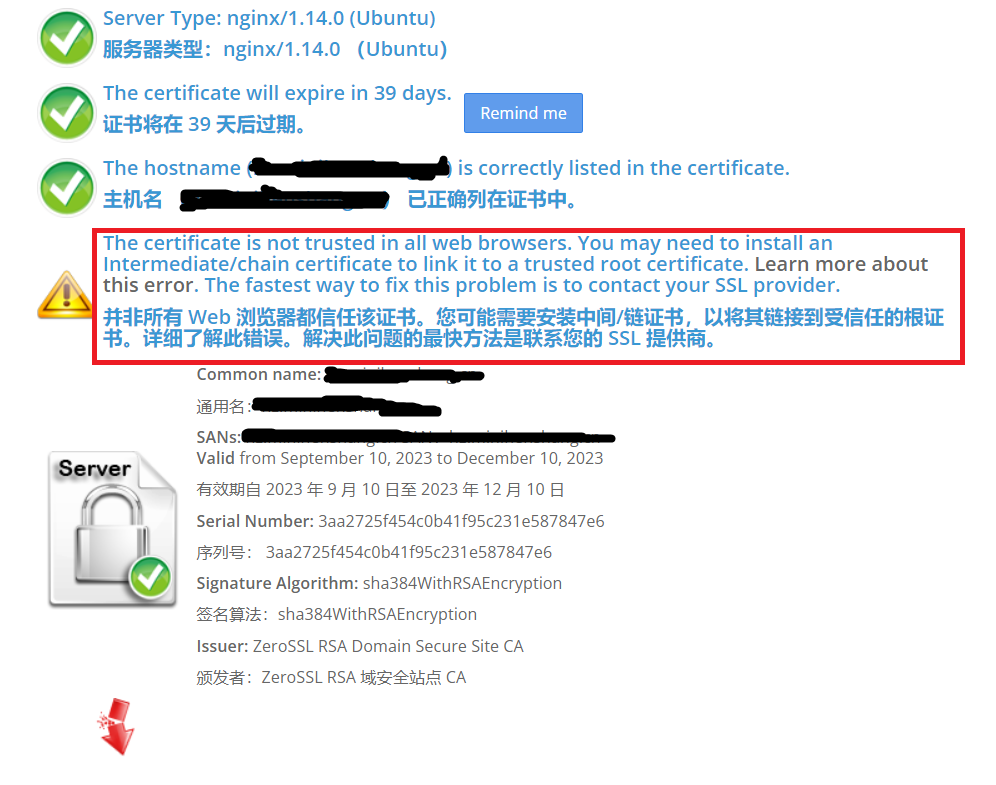 Server Type: nginx/1.14.0 (Ubuntu)
服务器类型：nginx/1.14.0 （Ubuntu）
The certificate will expire in 39 days.
Remind me
证书将在 39 天后过期。
The hostname ( ) is correctly listed in the certificate.
主机名 已正确列在证书中。
The certificate is not trusted in all web browsers. You may need to install an
Intermediate/chain certificate to link it to a trusted root certificate. Learn more about
this error. The fastest way to fix this problem is to contact your SSL provider.
并非所有 Web 浏览器都信任该证书。您可能需要安装中间/链证书，以将其链接到受信任的根证
书。详细了解此错误。解决此问题的最快方法是联系您的 SSL 提供商。
Common name:
通用名：
SANs:
Valid from September 10, 2023 to December 10, 2023
有效期自 2023 年 9 月 10 日至 2023 年 12 月 10 日
Server
Serial Number: 3aa2725f454c0b41f95c231e587847e6
序列号： 3aa2725f454c0b41f95c231e587847e6
Signature Algorithm: sha384WithRSAEncryption
签名算法：sha384WithRSAEncryption
Issuer: ZeroSSL RSA Domain Secure Site CA
颁发者：ZeroSSL RSA 域安全站点 CA